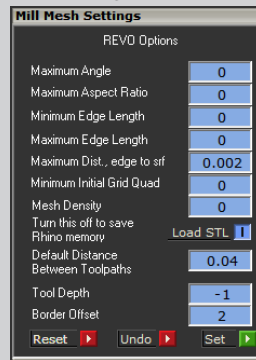 Mill Mesh Settings
REVO Options
Maximum Angle 0
Maximum Aspect Ratio 0
Minimum Edge Length 0
Maximum Edge Length 0
Maximum Dist., edge to srf 0.002
Minimum Initial Grid Quad 0
Mesh Density 0
Turn this off to save
Rhino memory Load STL I
Default Distance
Between Toolpaths 0.04
Tool Depth -1
Border Offset 2
Reset Undo Set